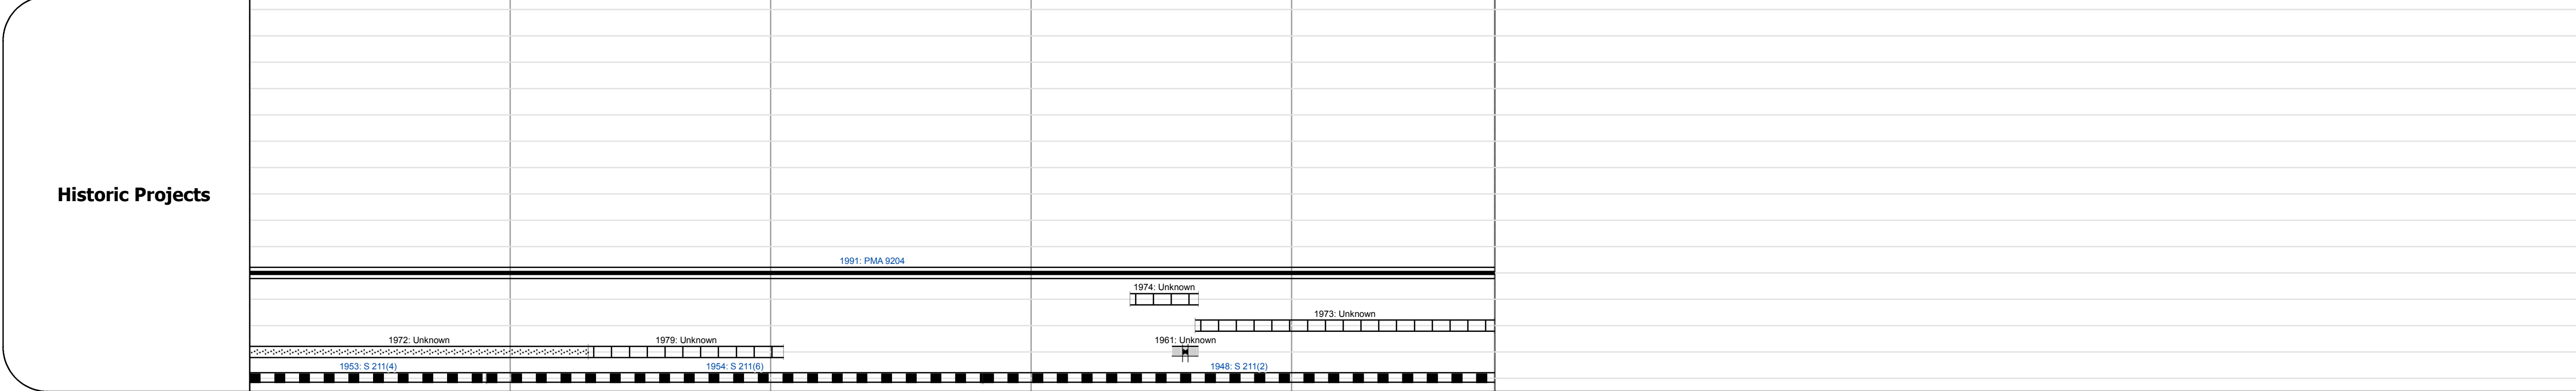 Historic Projects
1991: PMA 9204
1974: Unknown
1973: Unknown
1972: Unknown
1979: Unknown
1961: Unknown
1953: S 211(4)
1954: S 211(6)
1948: S 211(2)